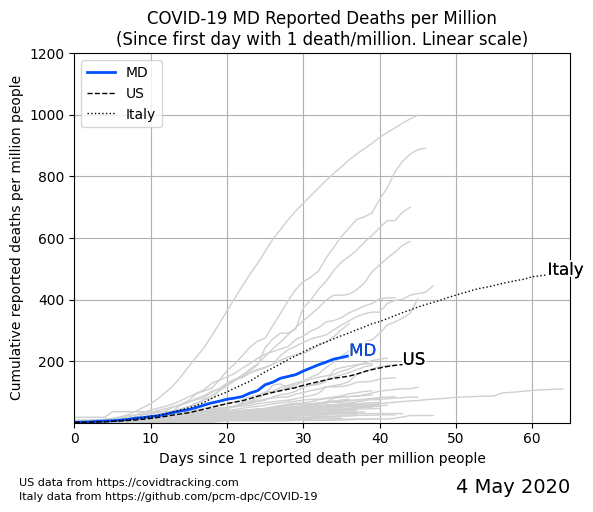 COVID-19 MD Reported Deaths per Million
(Since first day with 1 death/million. Linear scale)
Cumulative reported deaths per million people
1200
1000
800
600
400
200
MD
US
Italy
Italy
MD
US
0
10
20
30
40
50
60
Days since 1 reported death per million people
US data from https://covidtracking.com
Italy data from https://github.com/pcm-dpc/COVID-19
4 May 2020